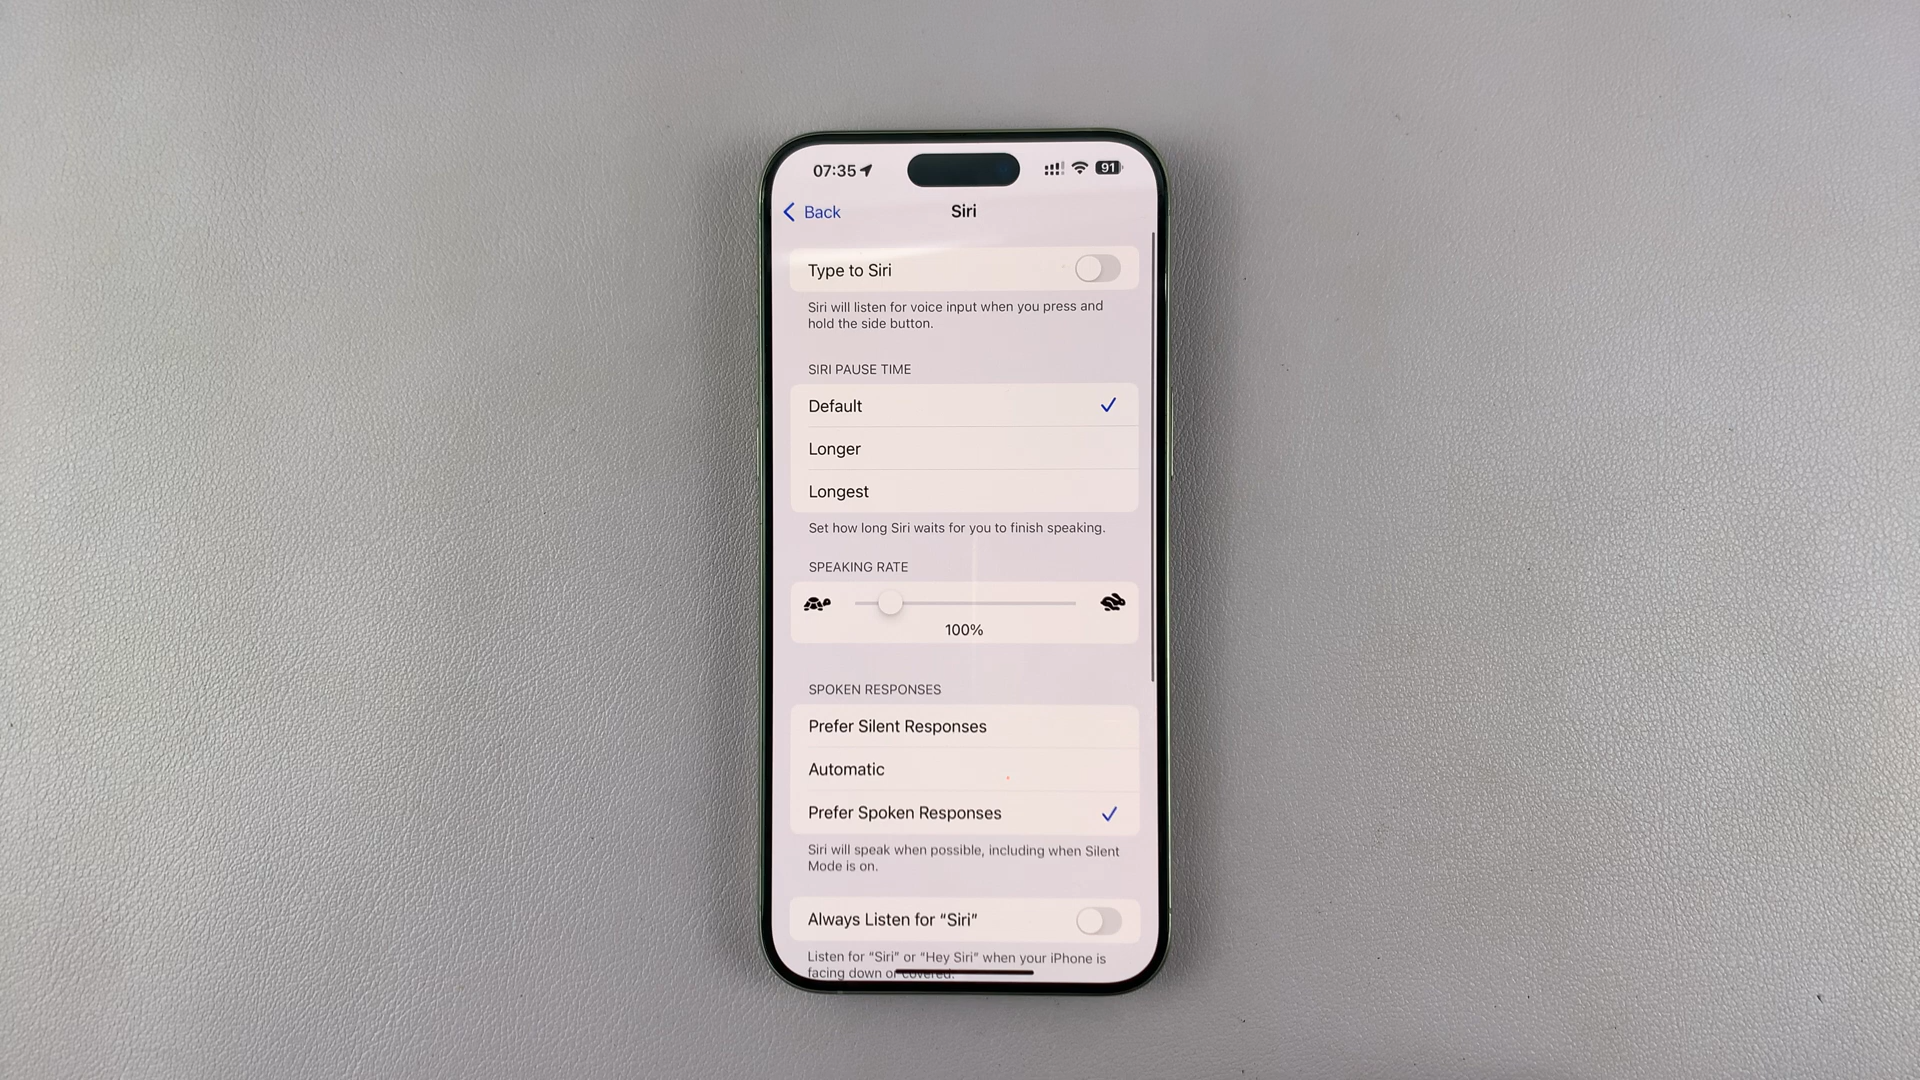 07:35
91
Back
Siri
Type to Siri
Siri will listen for voice input when you press and
hold the side button.
SIRI PAUSE TIME
Default
Longer
Longest
Set how long Siri waits for you to finish speaking.
SPEAKING RATE
100%
SPOKEN RESPONSES
Prefer Silent Responses
Automatic
Prefer Spoken Responses
Siri will speak when possible, including when Silent
Mode is on.
Always Listen for “Siri”
Listen for “Siri” or “Hey Siri” when your iPhone is
facing down or covered.